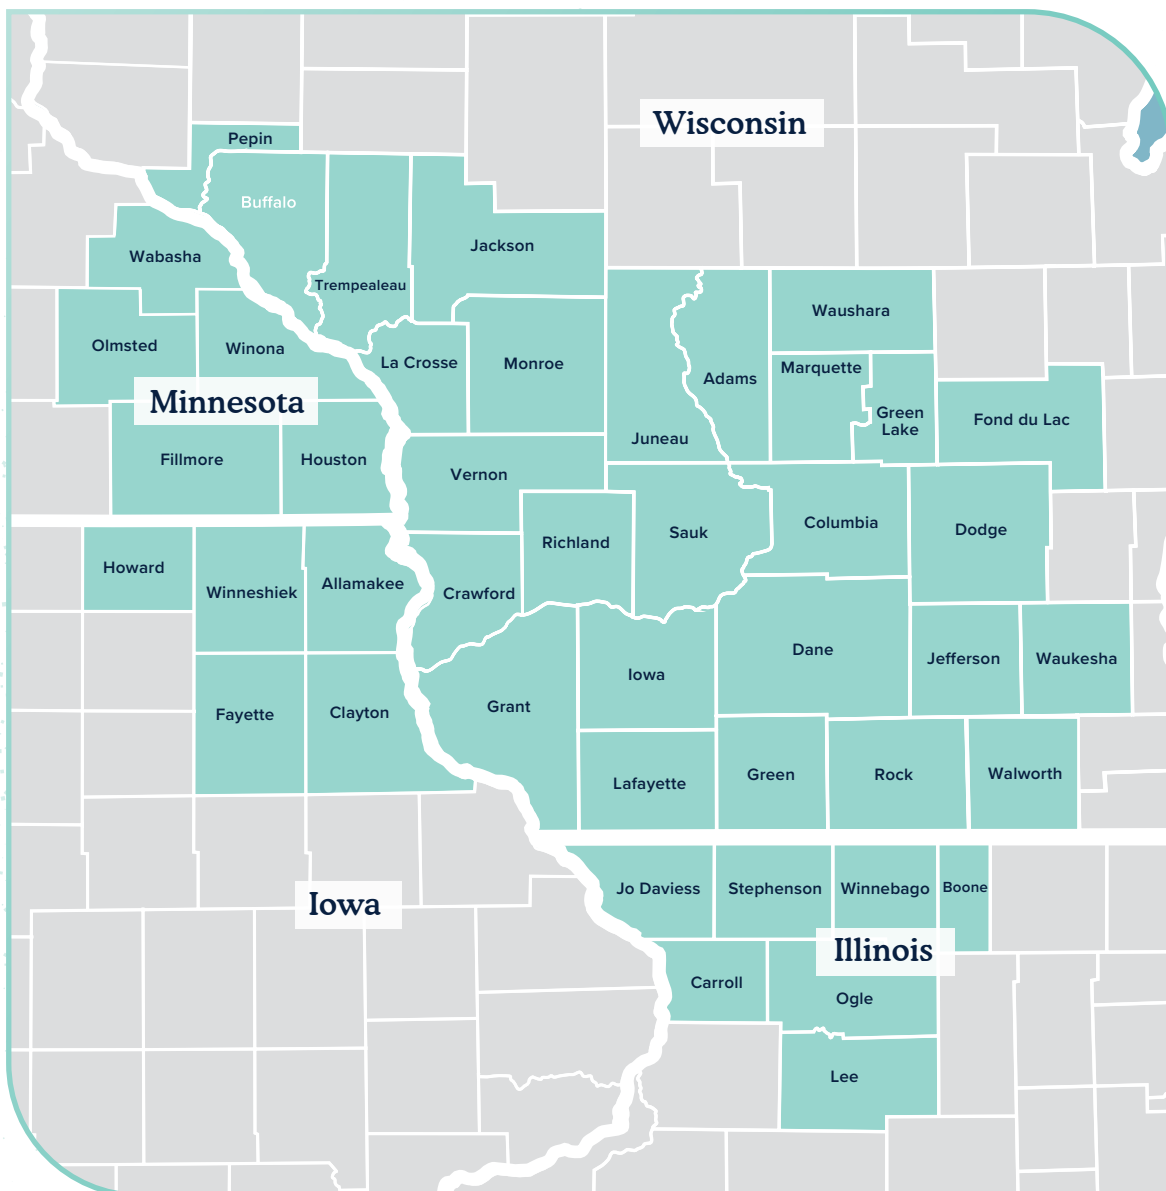 Wisconsin
Pepin
Buffalo
Jackson
Wabasha
Trempealeau
Waushara
Olmsted
Winona
La Crosse
Monroe
Marquette
Adams
Minnesota
Green
Lake
Fond du Lac
Juneau
Fillmore
Houston
Vernon
Columbia
Dodge
Sauk
Richland
Howard
Winneshiek
Allamakee
Crawford
Dane
Jefferson
Waukesha
Iowa
Grant
Fayette
Clayton
Lafayette
Green
Rock
Walworth
Jo Daviess
Stephenson
Winnebago
Boone
Iowa
Illinois
Carroll
Ogle
Lee